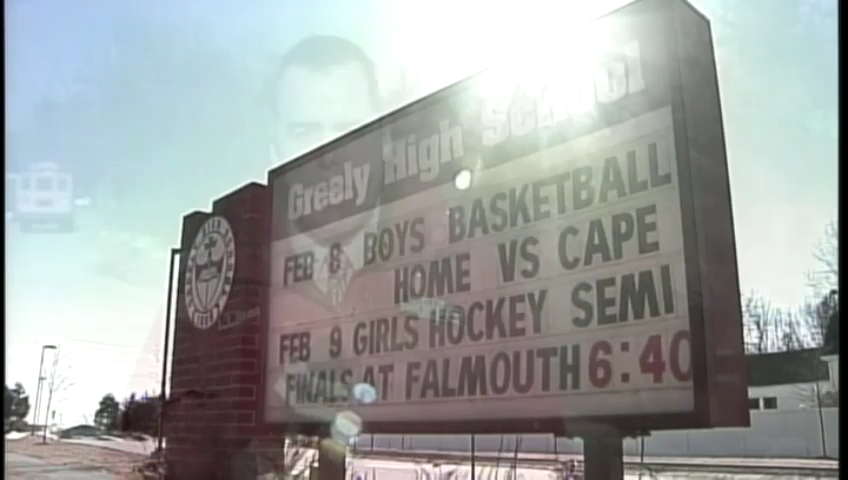 Greely High School
FEB 8 BOYS BASKETBALL
HOME VS CAPE
FEB 9 GIRLS HOCKEY SEMI
FINALS AT FALMOUTH 6:40